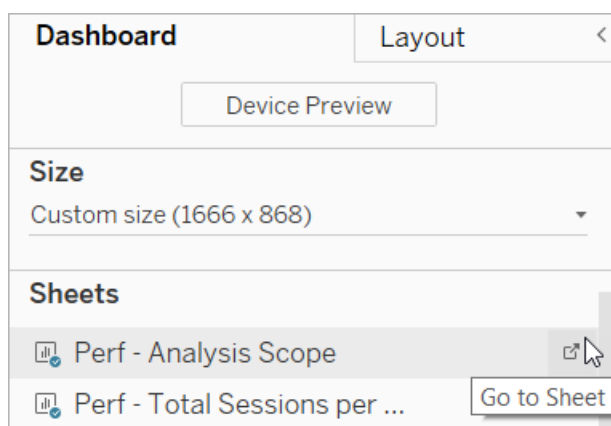 Dashboard
Layout
Device Preview
Size
Custom size (1666 x 868)
Sheets
Perf - Analysis Scope
Perf - Total Sessions per ...
Go to Sheet